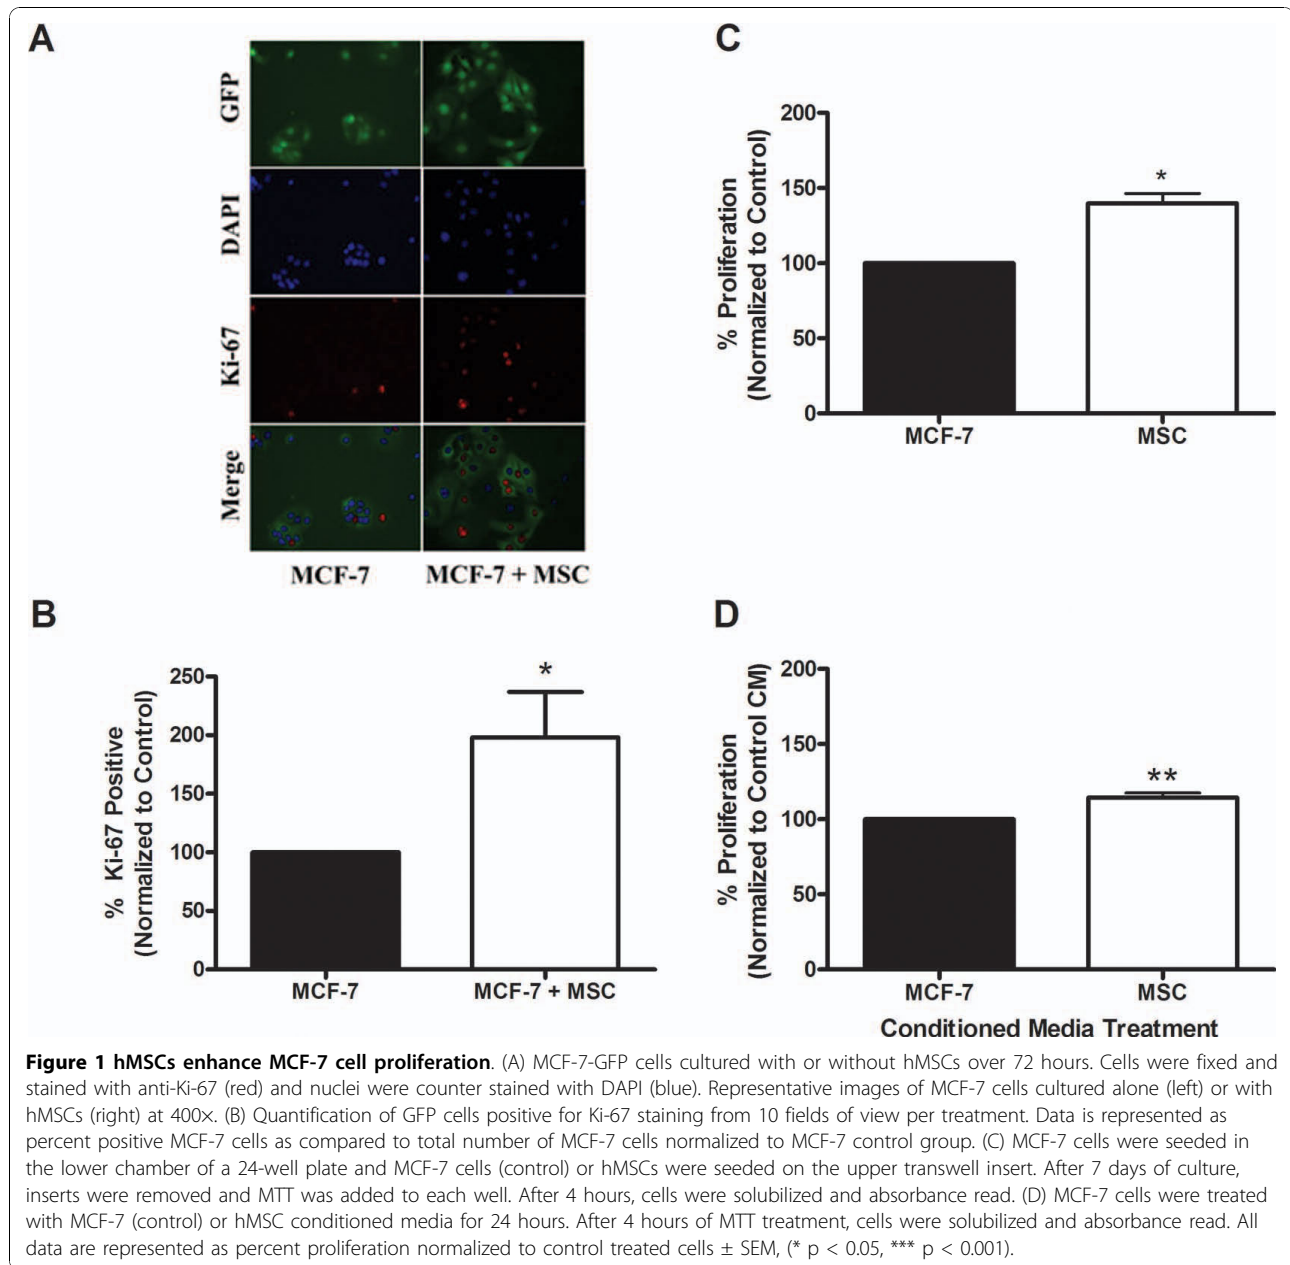 A
GFP
DAPI
Ki-67
Merge
MCF-7
MCF-7 + MSC
C
% Proliferation
(Normalized to Control)
200
150
100
50
0
*
MCF-7
MSC
B
% Ki-67 Positive
(Normalized to Control)
250
200
150
100
50
0
*
MCF-7
MCF-7 + MSC
D
% Proliferation
(Normalized to Control CM)
200
150
100
50
0
**
MCF-7
MSC
Conditioned Media Treatment
Figure 1 hMSCs enhance MCF-7 cell proliferation. (A) MCF-7-GFP cells cultured with or without hMSCs over 72 hours. Cells were fixed and
stained with anti-Ki-67 (red) and nuclei were counter stained with DAPI (blue). Representative images of MCF-7 cells cultured alone (left) or with
hMSCs (right) at 400×. (B) Quantification of GFP cells positive for Ki-67 staining from 10 fields of view per treatment. Data is represented as
percent positive MCF-7 cells as compared to total number of MCF-7 cells normalized to MCF-7 control group. (C) MCF-7 cells were seeded in
the lower chamber of a 24-well plate and MCF-7 cells (control) or hMSCs were seeded on the upper transwell insert. After 7 days of culture,
inserts were removed and MTT was added to each well. After 4 hours, cells were solubilized and absorbance read. (D) MCF-7 cells were treated
with MCF-7 (control) or hMSC conditioned media for 24 hours. After 4 hours of MTT treatment, cells were solubilized and absorbance read. All
data are represented as percent proliferation normalized to control treated cells ± SEM, (* p < 0.05, *** p < 0.001).